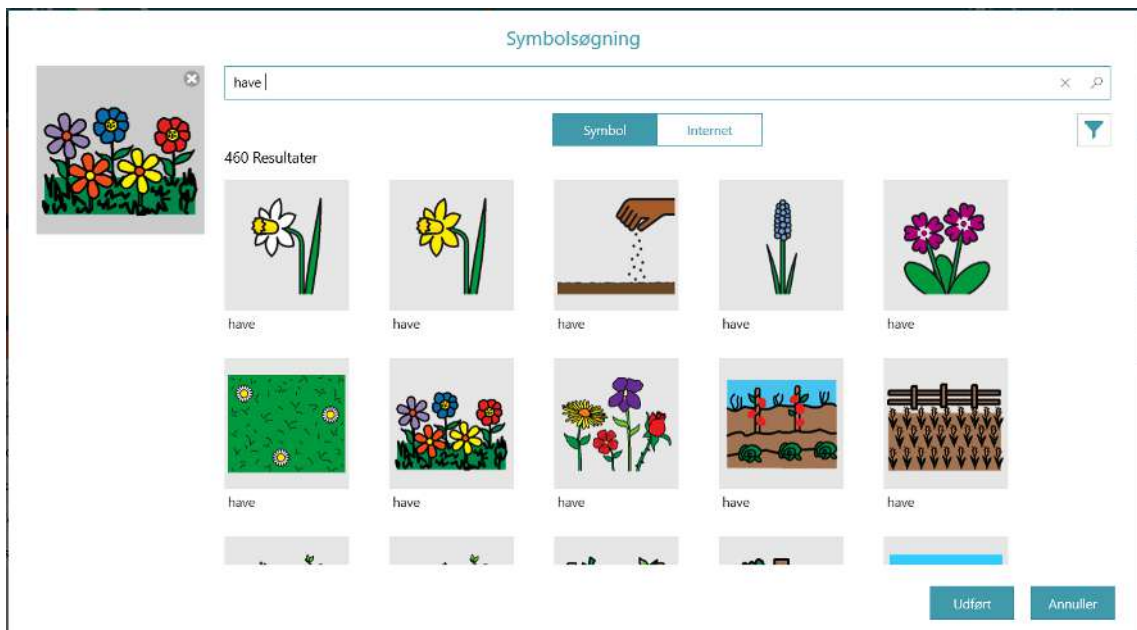 Symbolsøgning
have
Symbol Internet
460 Resultater
have have have have have
have have have have have
Udført Annuller